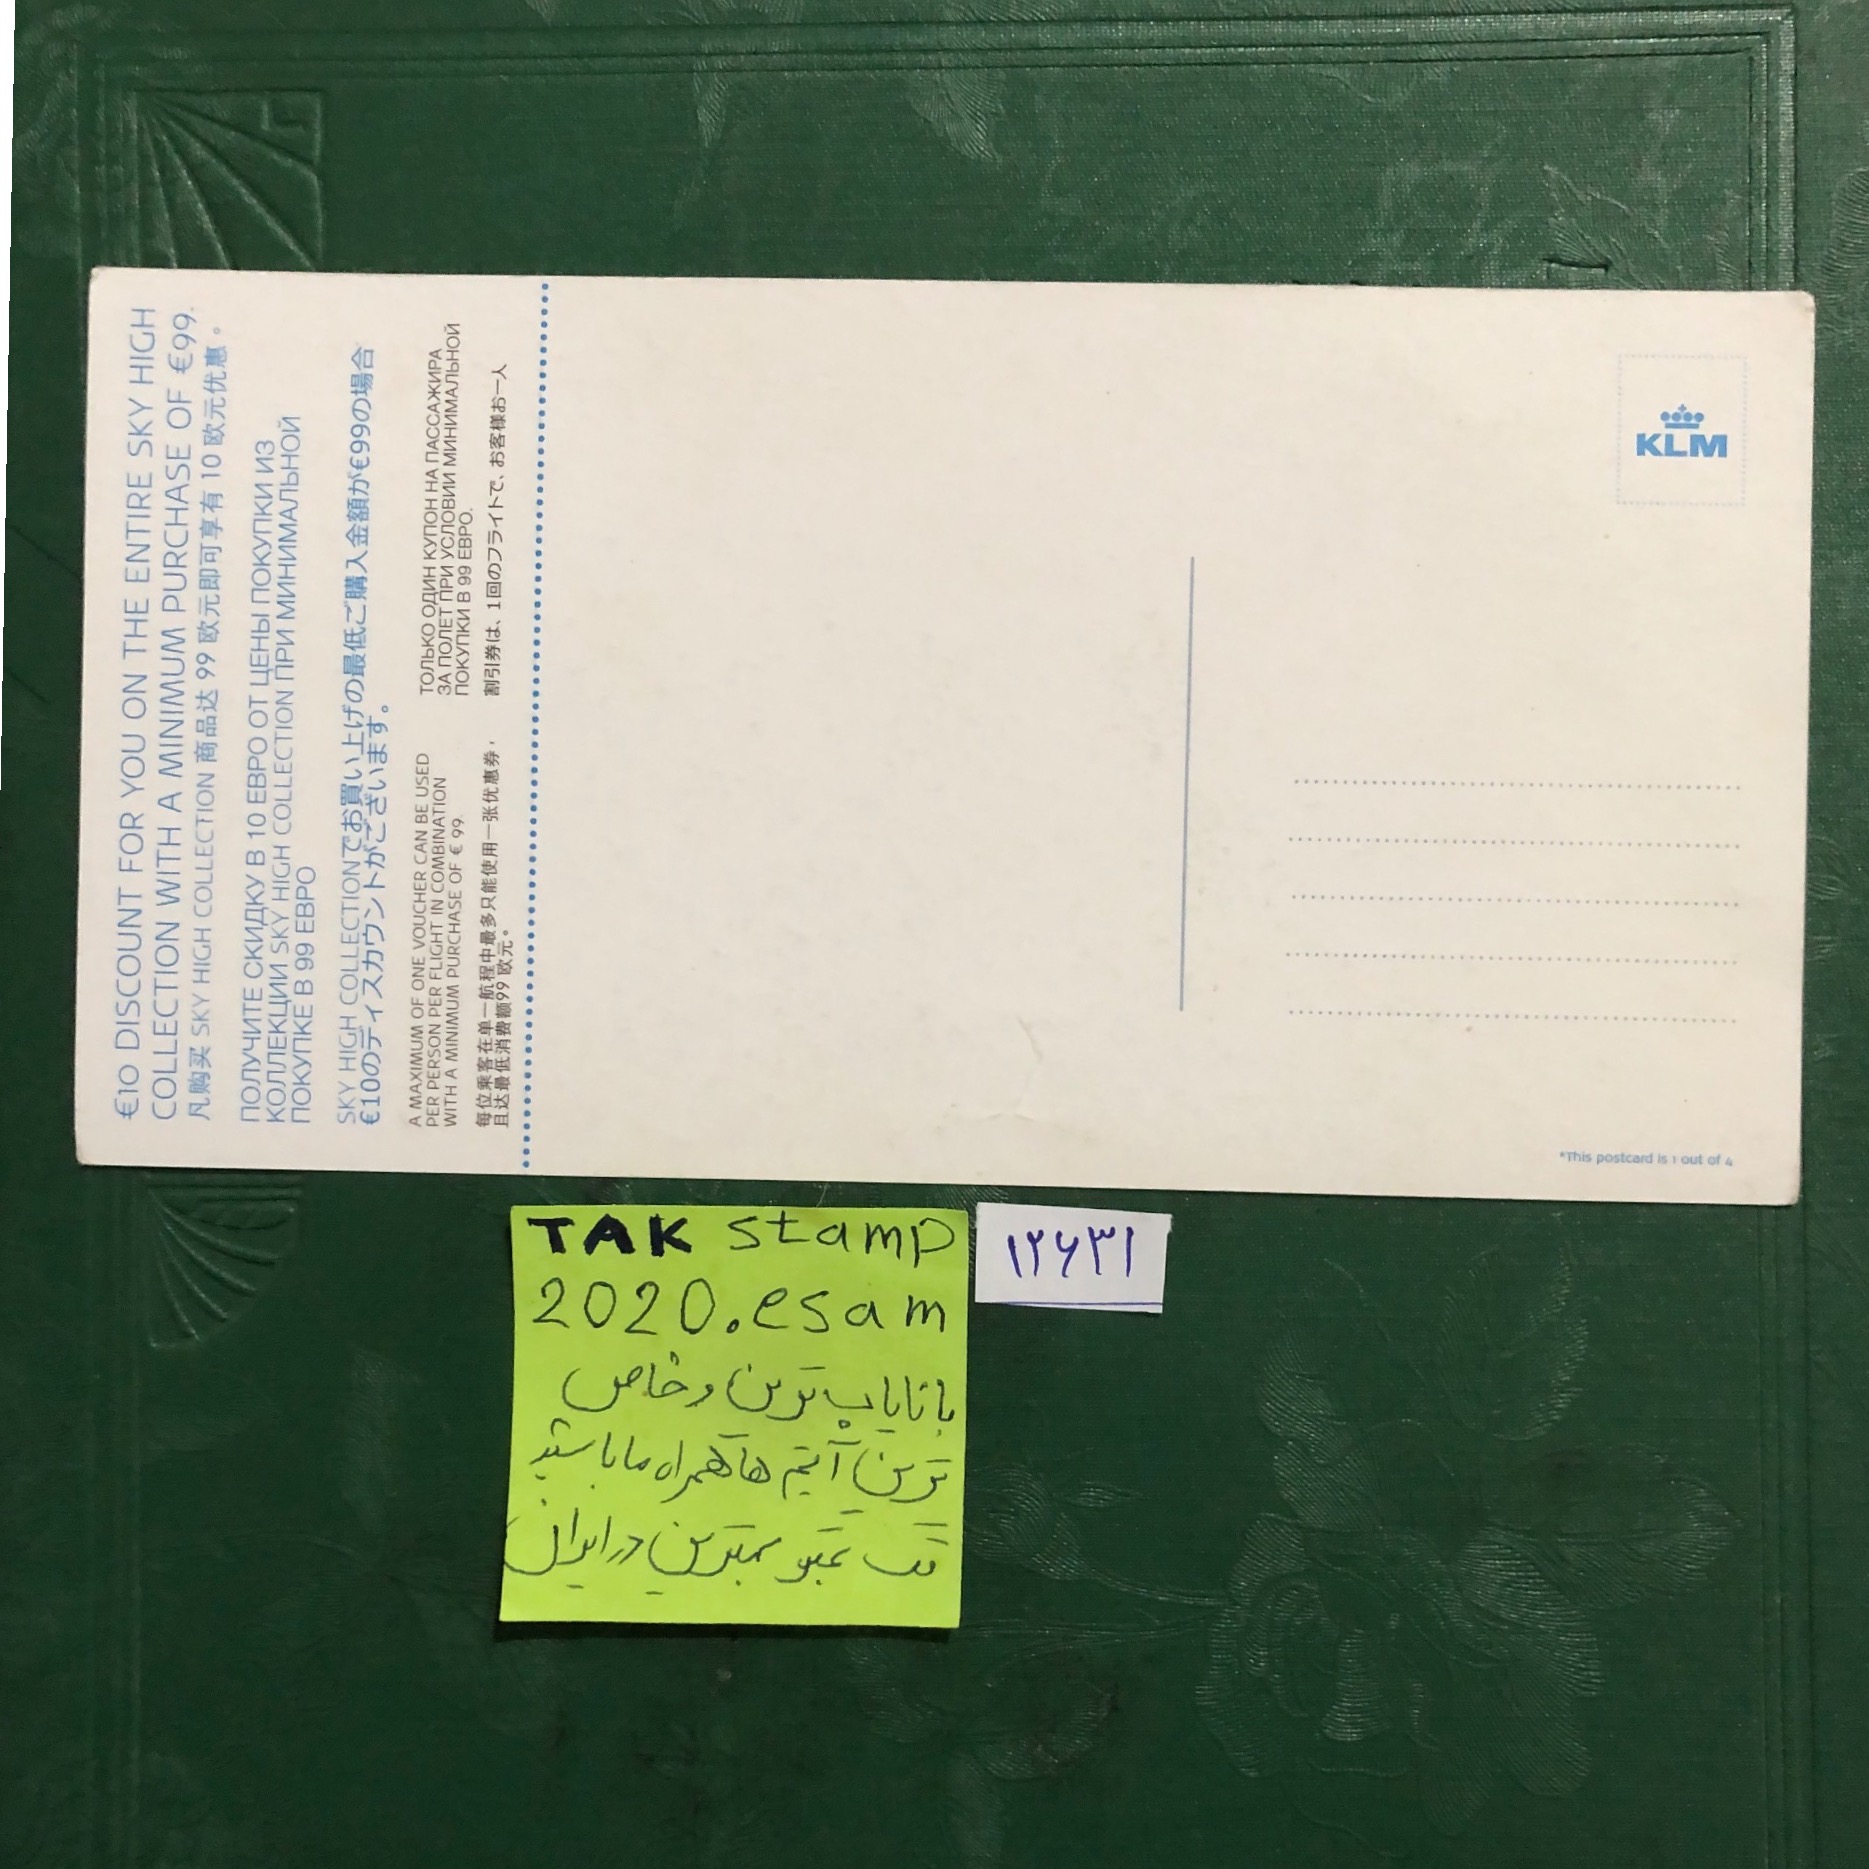 €10 DISCOUNT FOR YOU ON THE ENTIRE SKY HIGH
COLLECTION WITH A MINIMUM PURCHASE OF €99.
凡购买 SKY HIGH COLLECTION 商品达 99 欧元即可享有 10 欧元优惠。
ПОЛУЧИТЕ СКИДКУ В 10 ЕВРО ОТ ЦЕНЫ ПОКУПКИ ИЗ
КОЛЛЕКЦИИ SKY HIGH COLLECTION ПРИ МИНИМАЛЬНОЙ
ПОКУПКЕ В 99 ЕВРО
SKY HIGH COLLECTIONでお買い上げの最低ご購入金額が€99の場合
€10のディスカウントがございます。
A MAXIMUM OF ONE VOUCHER CAN BE USED
PER PERSON PER FLIGHT IN COMBINATION
WITH A MINIMUM PURCHASE OF € 99.
每位乘客在单一航程中最多只能使用一张优惠券，
且达最低消费额99 欧元。
ТОЛЬКО ОДИН КУПОН НА ПАССАЖИРА
ЗА ПОЛЕТ ПРИ УСЛОВИИ МИНИМАЛЬНОЙ
ПОКУПКИ В 99 ЕВРО.
割引券は、1回のフライトで、お客様お一人
KLM
*This postcard is 1 out of 4
TAK stamp
2020.esam
با نایاب ترین و خاص
ترین آیتم ها همراه ما باشید
تک تمبر بهترین در ایران
۱۲۶۳۱